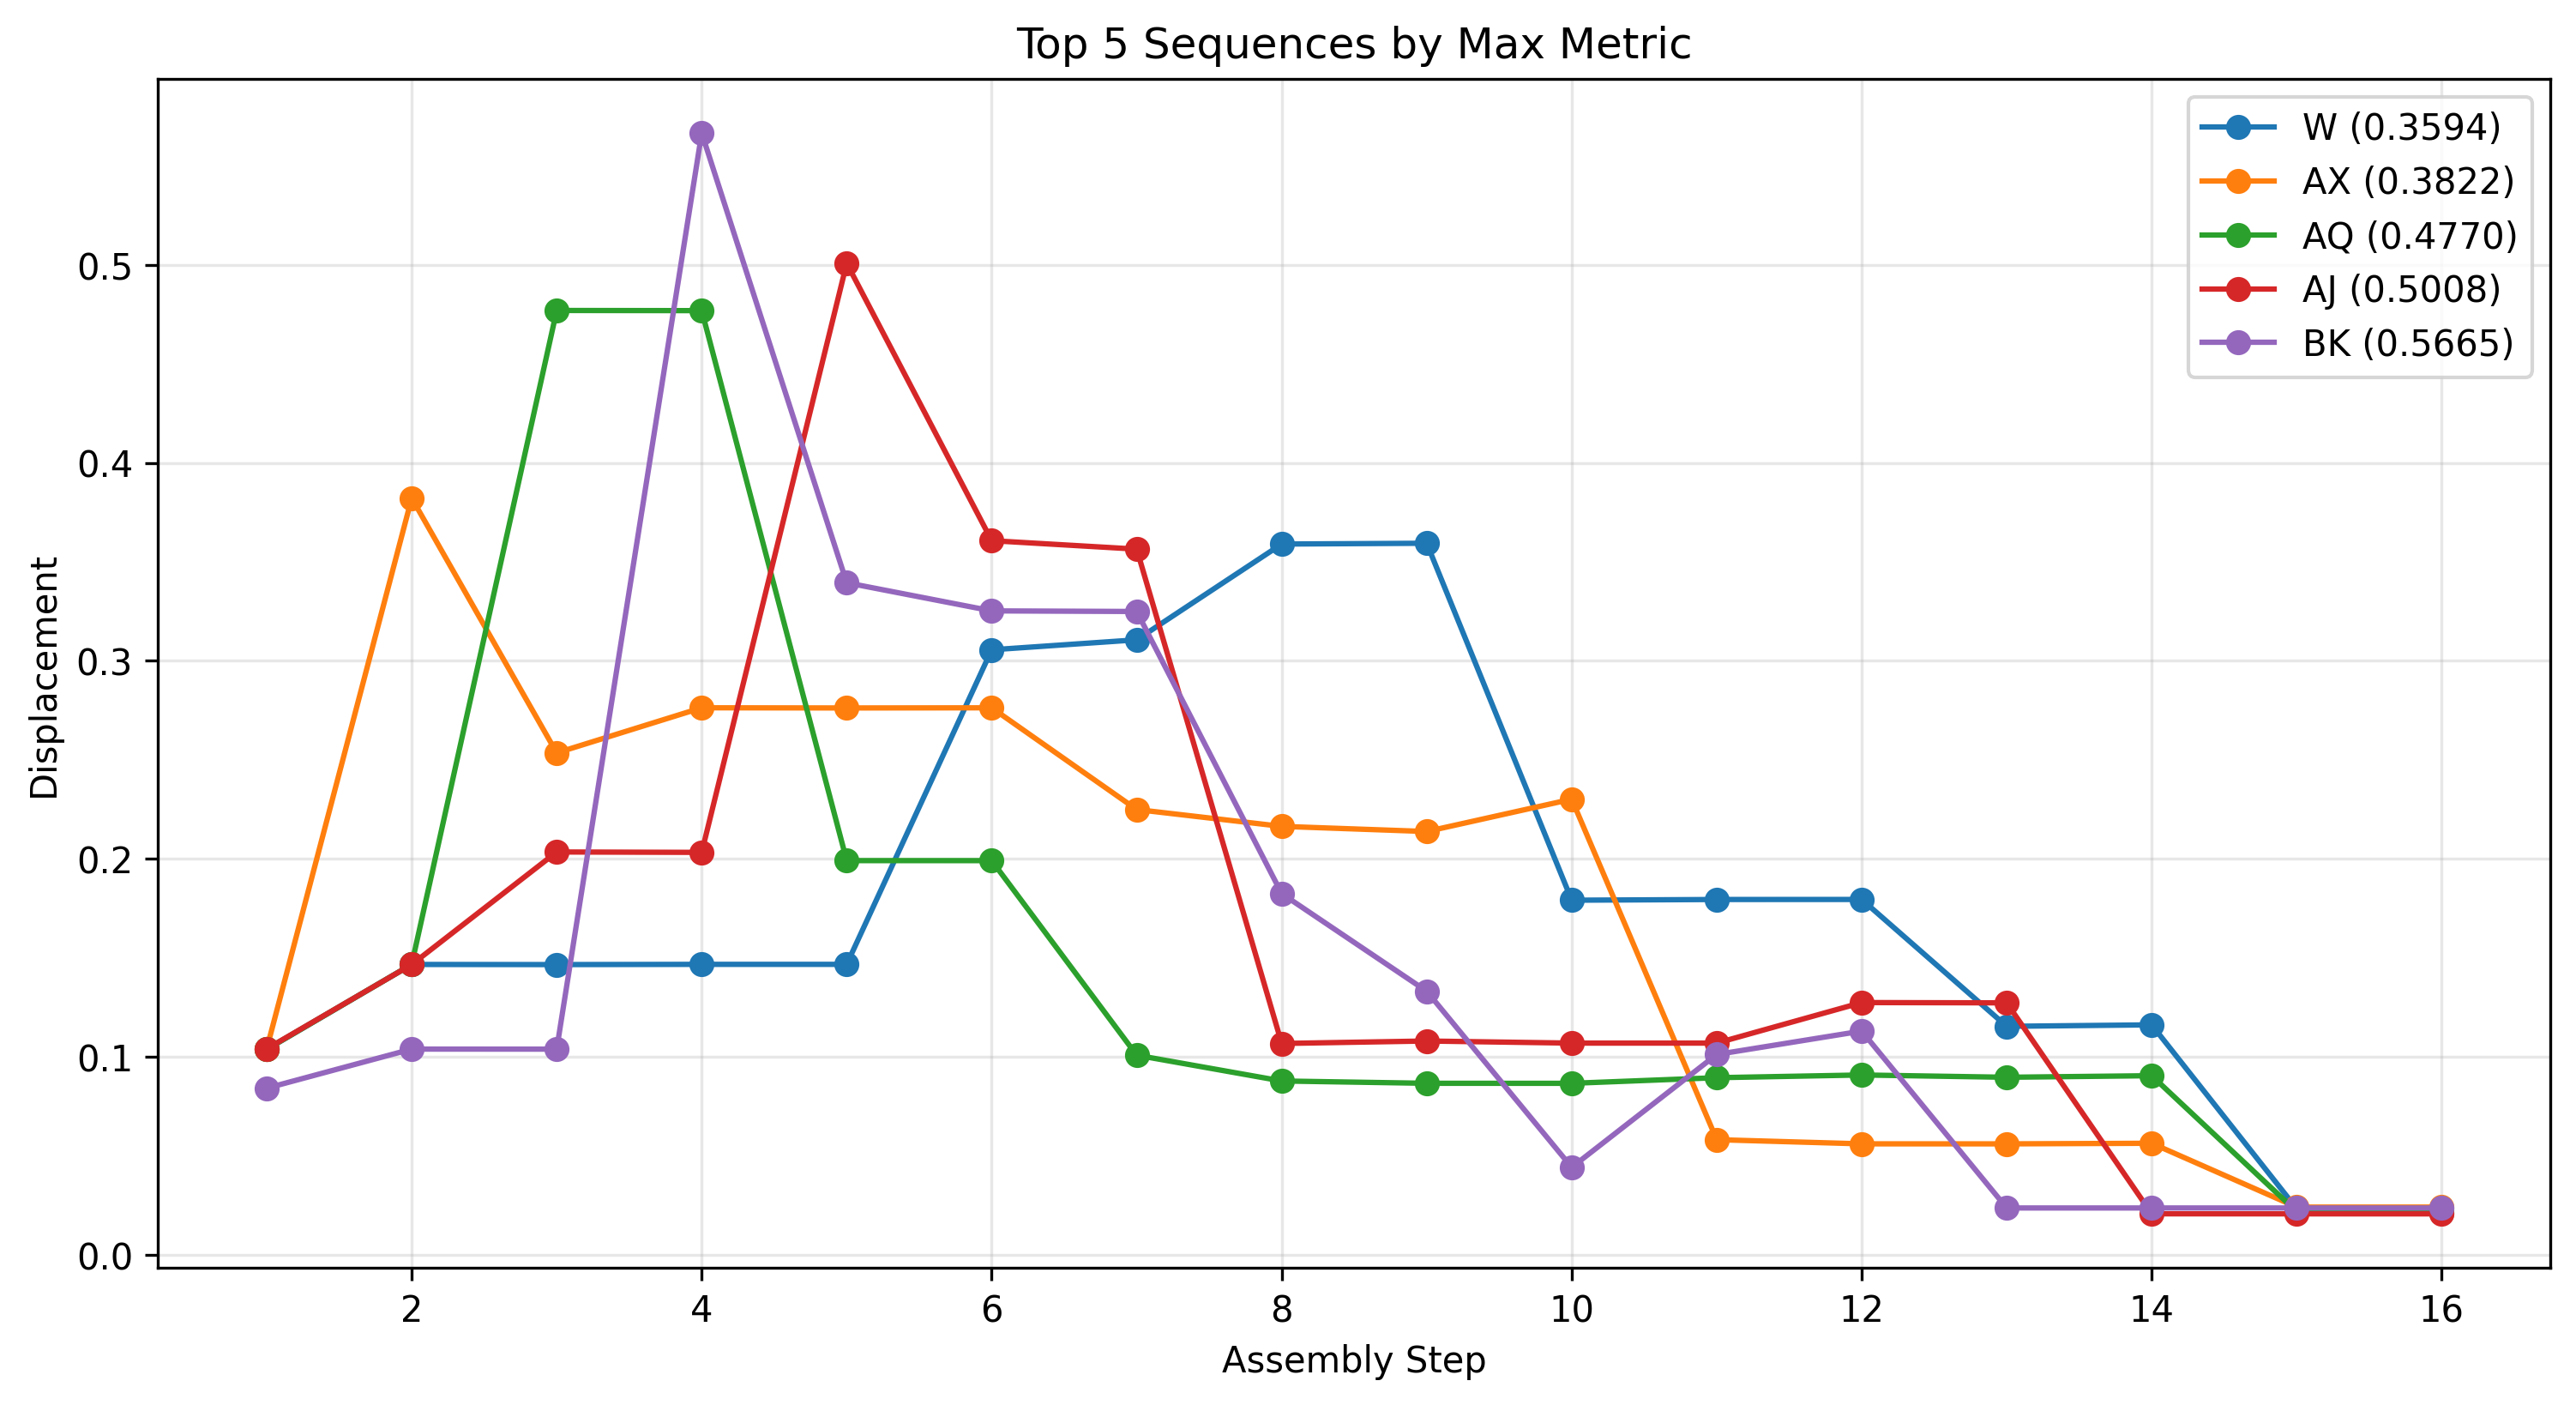 Top 5 Sequences by Max Metric
W (0.3594)
AX (0.3822)
AQ (0.4770)
AJ (0.5008)
BK (0.5665)
0.5
0.4
0.3
0.2
0.1
0.0
Displacement
2 4 6 8 10 12 14 16
Assembly Step